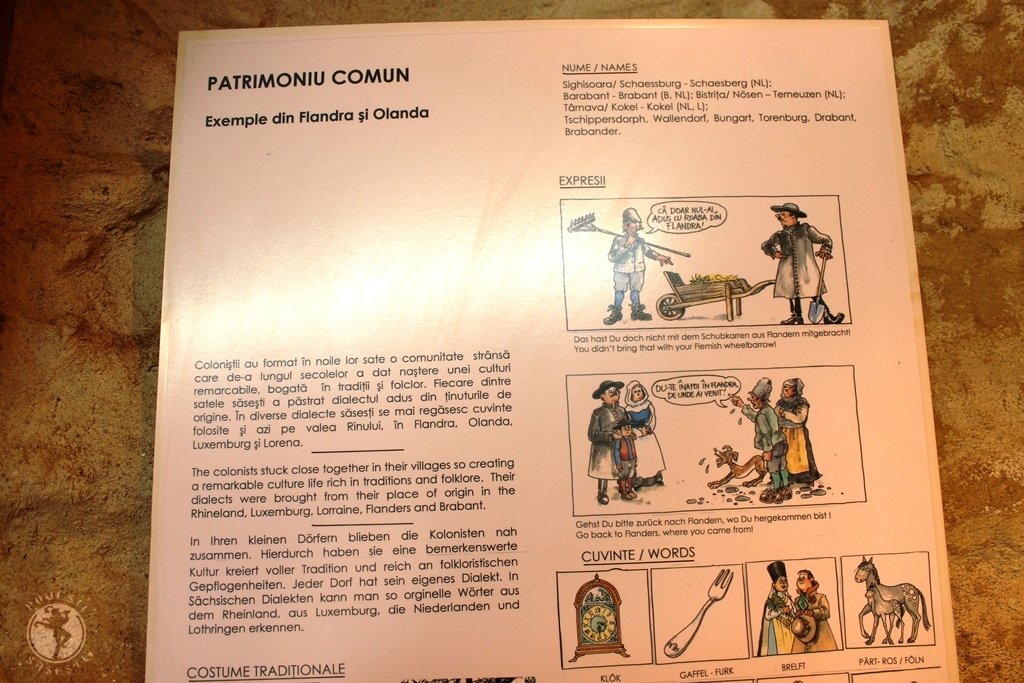 PATRIMONIU COMUN
Exemple din Flandra şi Olanda
Coloniştii au format în noile lor sate o comunitate strânsă
care de-a lungul secolelor a dat naştere unei culturi
remarcabile, bogată în tradiţii şi folclor. Fiecare dintre
satele săseşti a păstrat dialectul adus din ţinuturile de
origine. În diverse dialecte săseşti se mai regăsesc cuvinte
folosite şi azi pe valea Rinului, în Flandra, Olanda,
Luxemburg şi Lorena.
The colonists stuck close together in their villages so creating
a remarkable culture life rich in traditions and folklore. Their
dialects were brought from their place of origin in the
Rhineland, Luxemburg, Lorraine, Flanders and Brabant.
In Ihren kleinen Dörfern blieben die Kolonisten nah
zusammen. Hierdurch haben sie eine bemerkenswerte
Kultur kreiert voller Tradition und reich an folkloristischen
Gepflogenheiten. Jeder Dorf hat sein eigenes Dialekt. In
Sächsischen Dialekten kann man so orginelle Wörter aus
dem Rheinland, aus Luxemburg, die Niederlanden und
Lothringen erkennen.
COSTUME TRADIŢIONALE
NUME / NAMES
Sighisoara/ Schaessburg - Schaesberg (NL);
Barabant - Brabant (B, NL); Bistriţa/ Nösen – Terneuzen (NL);
Târnava/ Kokel - Kokel (NL, L);
Tschippersdorph, Wallendorf, Bungart, Torenburg, Drabant,
Brabander.
EXPRESII
CĂ DOAR NUL-AI
ADUS CU ROABA DIN
FLANDRA!
Das hast Du doch nicht mit dem Schubkarren aus Flandern mitgebracht!
You didn't bring that with your Flemish wheelbarrow!
DU-TE ÎNAPOI ÎN FLANDRA,
DE UNDE AI VENIT!
Gehst Du bitte zurück nach Flandern, wo Du hergekommen bist !
Go back to Flanders, where you came from!
CUVINTE / WORDS
KLÖK
GAFFEL - FURK
BRELFT
PÄRT- ROS / FÖLN